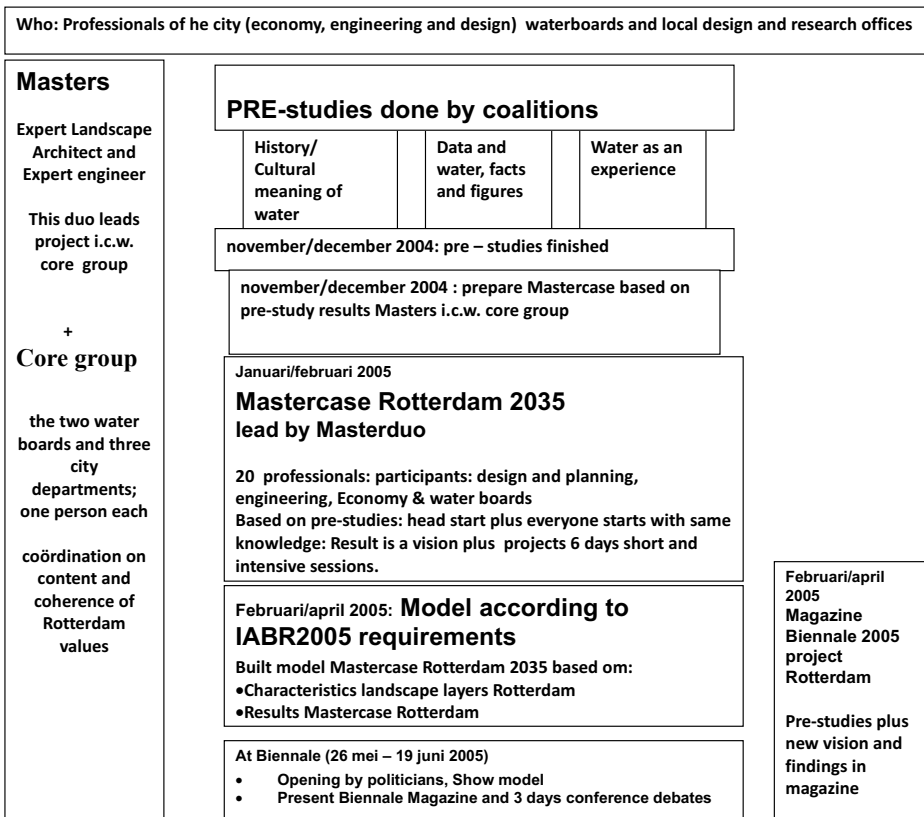 Who: Professionals of he city (economy, engineering and design)  waterboards and local design and research offices
Masters
Expert Landscape
Architect and
Expert engineer
This duo leads
project i.c.w.
core  group
+
Core group
the two water
boards and three
city
departments;
one person each
coördination on
content and
coherence of
Rotterdam
values
PRE-studies done by coalitions
History/
Cultural
meaning of
water
Data and
water, facts
and figures
Water as an
experience
november/december 2004: pre – studies finished
november/december 2004 : prepare Mastercase based on
pre-study results Masters i.c.w. core group
Januari/februari 2005
Mastercase Rotterdam 2035
lead by Masterduo
20  professionals: participants: design and planning,
engineering, Economy & water boards
Based on pre-studies: head start plus everyone starts with same
knowledge: Result is a vision plus  projects 6 days short and
intensive sessions.
Februari/april 2005: Model according to
IABR2005 requirements
Built model Mastercase Rotterdam 2035 based om:
•Characteristics landscape layers Rotterdam
•Results Mastercase Rotterdam
At Biennale (26 mei – 19 juni 2005)
• Opening by politicians, Show model
• Present Biennale Magazine and 3 days conference debates
Februari/april
2005
Magazine
Biennale 2005
project
Rotterdam
Pre-studies plus
new vision and
findings in
magazine